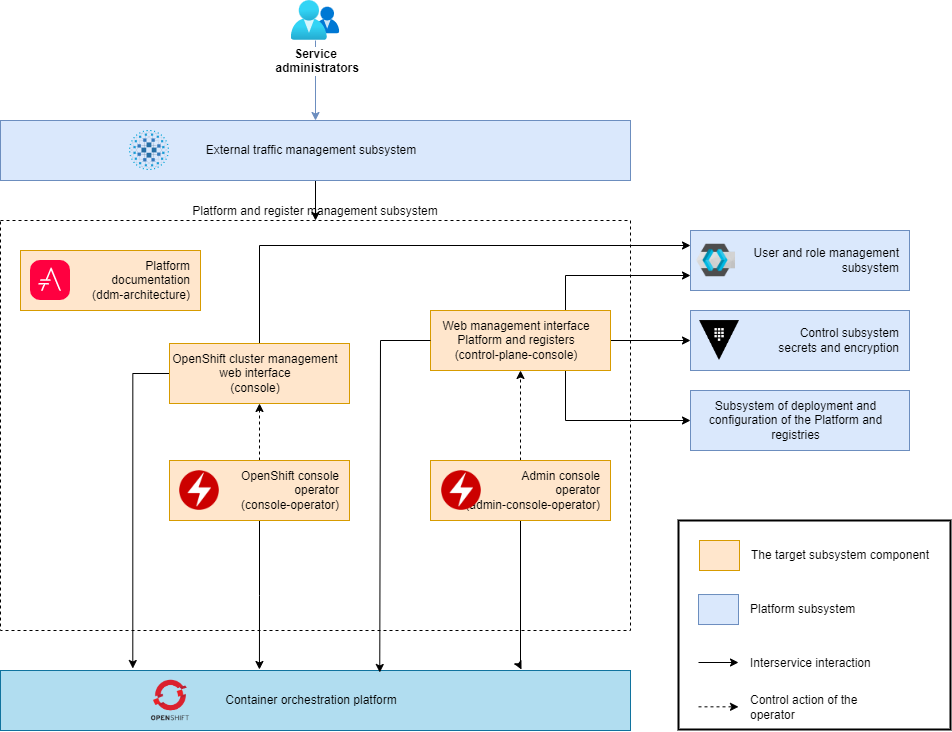 Service
administrators
External traffic management subsystem
Platform and register management subsystem
Platform
documentation
(ddm-architecture)
User and role management
subsystem
Web management interface
Platform and registers
(control-plane-console)
Control subsystem
secrets and encryption
OpenShift cluster management
web interface
(console)
Subsystem of deployment and
configuration of the Platform and
registries
OpenShift console
operator
(console-operator)
Admin console
operator
(admin-console-operator)
The target subsystem component
Platform subsystem
Interservice interaction
Control action of the
operator
Container orchestration platform
OPENSHIFT